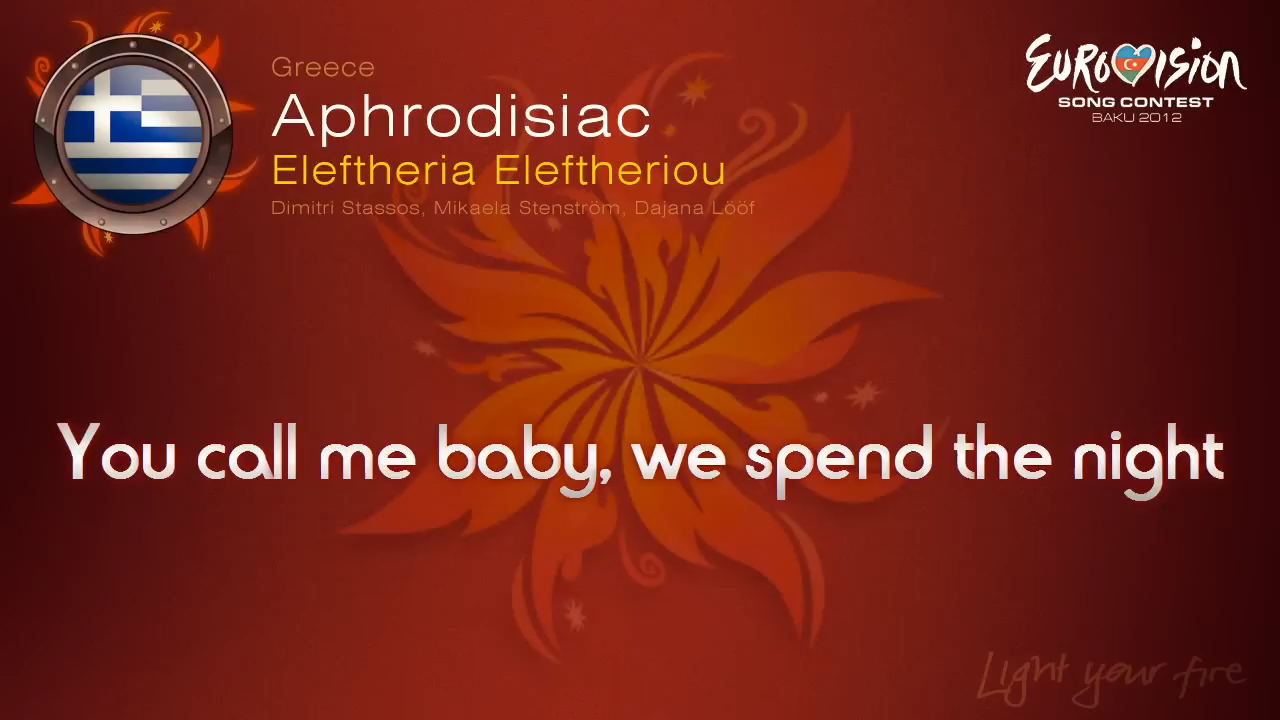 Greece
Aphrodisiac
Eleftheria Eleftheriou
Dimitri Stassos, Mikaela Stenström, Dajana Lööf
EUROVISION
SONG CONTEST
BAKU 2012
You call me baby, we spend the night
Light your fire